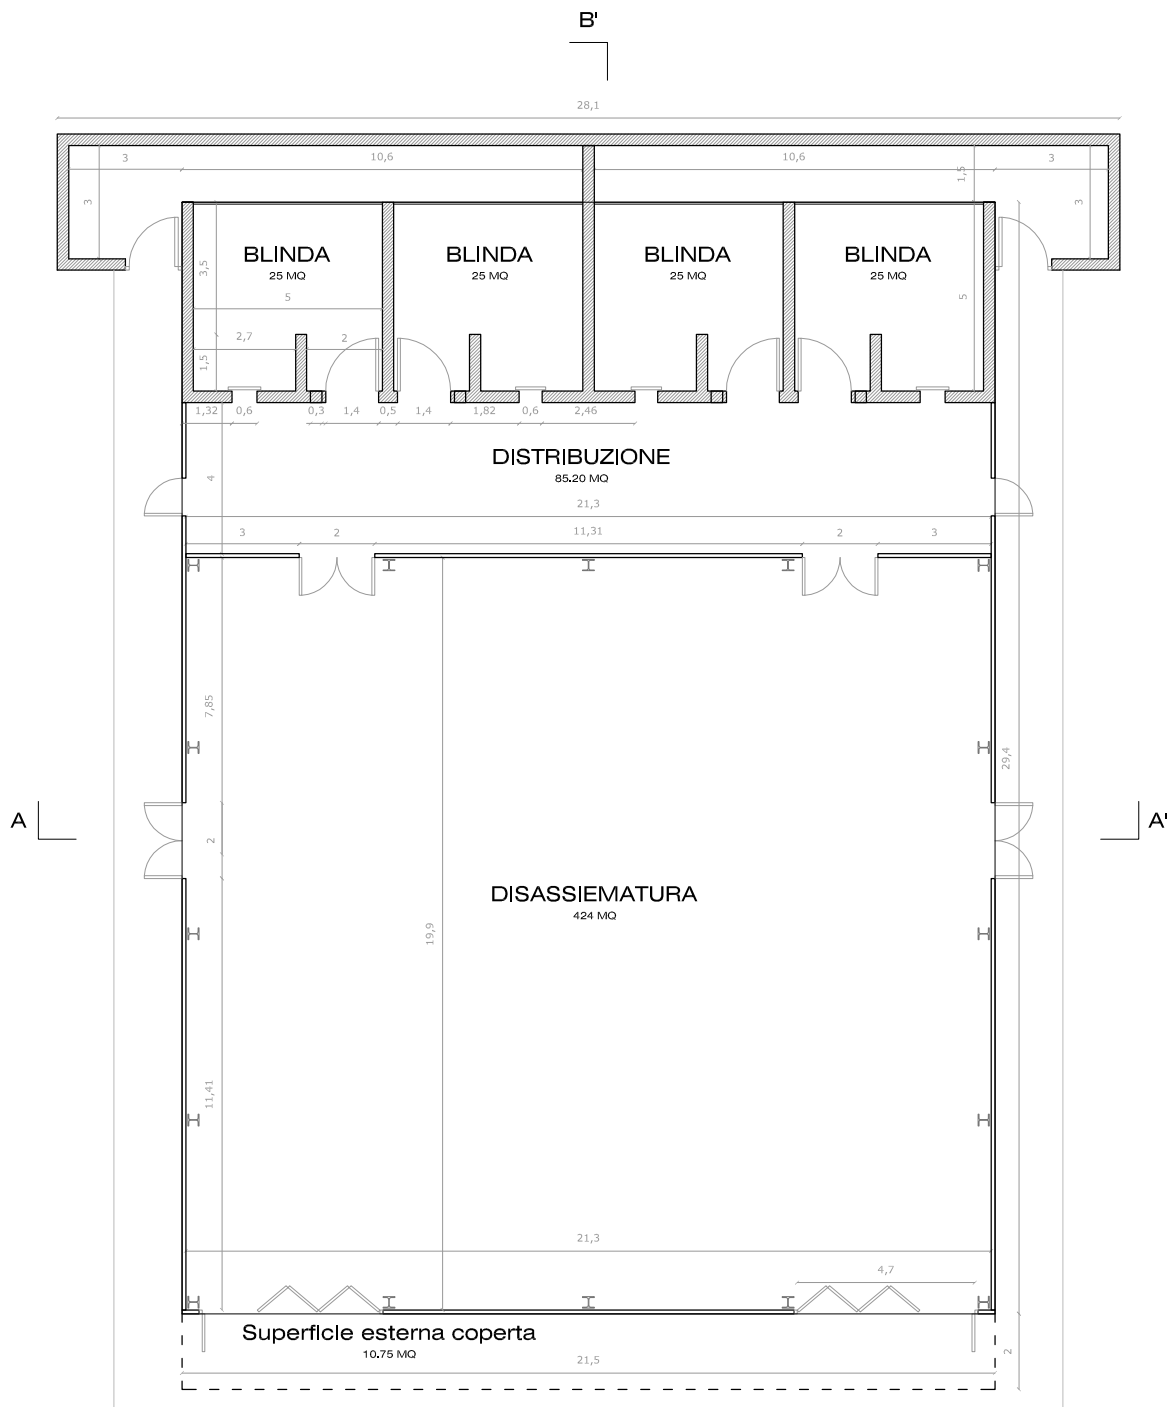 B'
28,1
3
10,6
10,6
3
1,5
3
3
BLINDA
25 MQ
BLINDA
25 MQ
BLINDA
25 MQ
BLINDA
25 MQ
3,5
5
5
2,7
2
1,5
1,32
0,6
0,3
1,4
0,5
1,4
1,82
0,6
2,46
DISTRIBUZIONE
85.20 MQ
4
21,3
3
2
11,31
2
3
7,85
29,4
A
A'
2
DISASSIEMATURA
424 MQ
19,9
11,41
21,3
4,7
Superficie esterna coperta
10.75 MQ
21,5
2